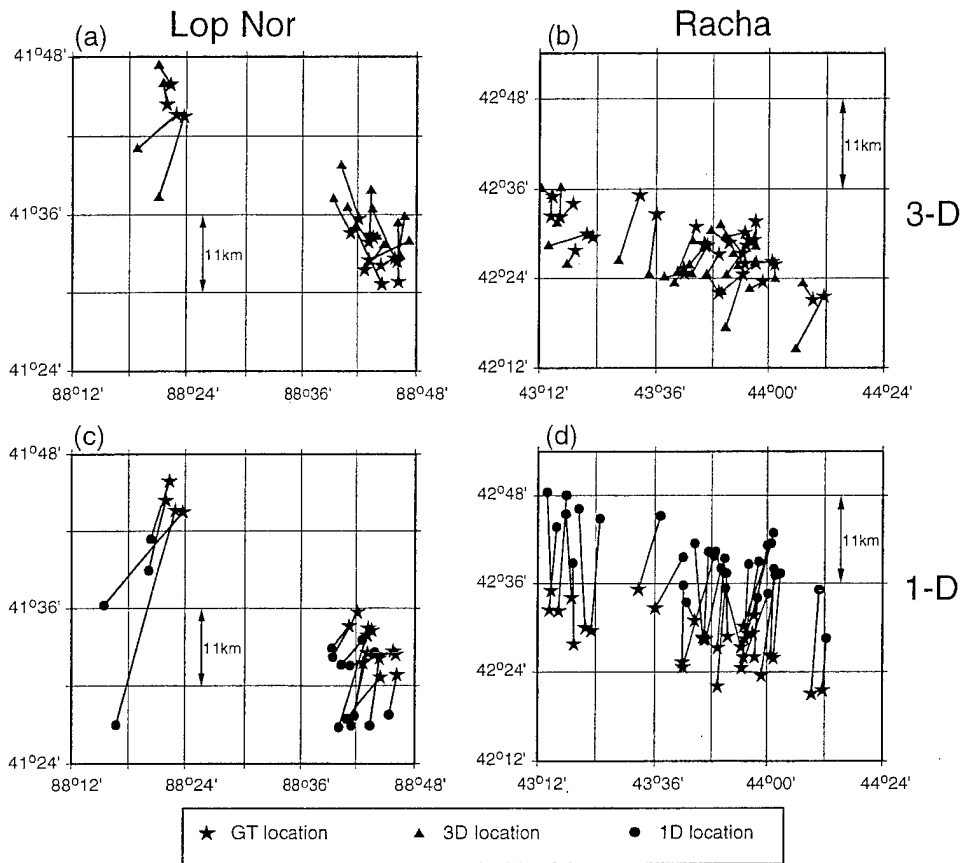 Lop Nor
Racha
(a)
41°48'
41°36'
41°24'
88°12'
88°24'
88°36'
88°48'
11km
(b)
42°48'
42°36'
42°24'
42°12'
43°12'
43°36'
44°00'
44°24'
11km
3-D
(c)
41°48'
41°36'
41°24'
88°12'
88°24'
88°36'
88°48'
11km
(d)
42°48'
42°36'
42°24'
42°12'
43°12'
43°36'
44°00'
44°24'
11km
1-D
GT location
3D location
1D location